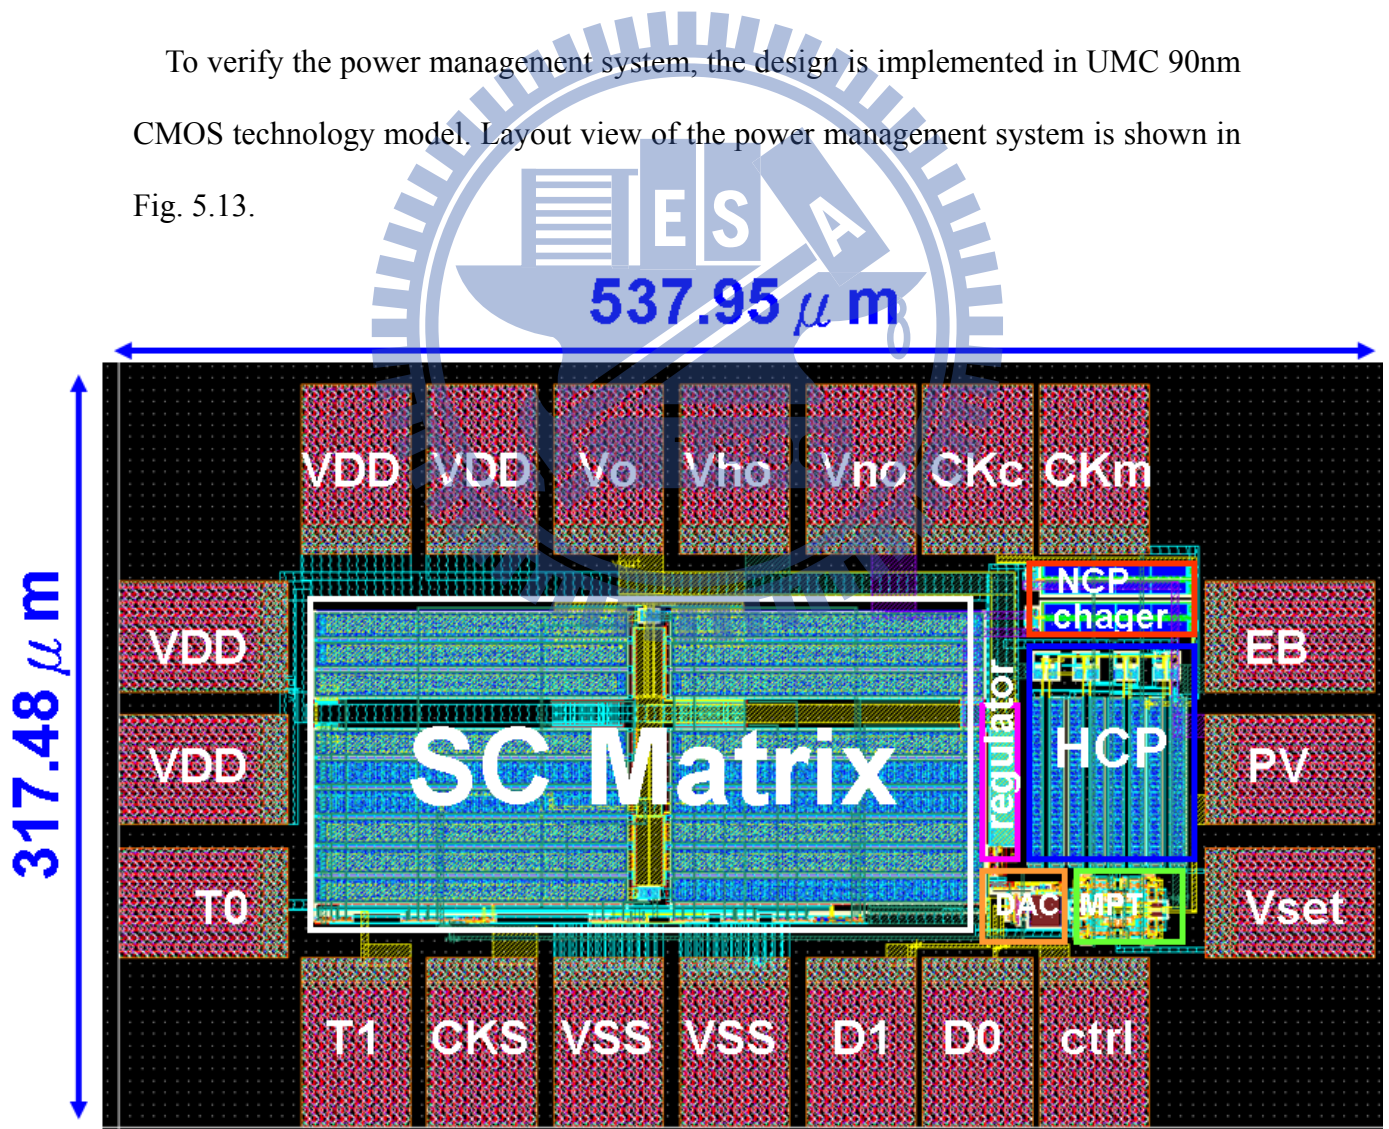 To verify the power management system, the design is implemented in UMC 90nm
CMOS technology model. Layout view of the power management system is shown in
Fig. 5.13.
E S A
537.95 μm
317.48 μm
VDD VDD Vo Vho Vno CKc CKm
vout
NCP
chager
VDD
EB
regulator
SC Matrix
HCP
VDD
PV
T0
DAC
MPT
Vset
T1 CKS VSS VSS D1 D0 ctrl